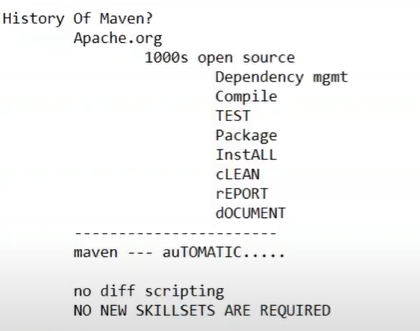 History Of Maven?
Apache.org
1000s open source
Dependency mgmt
Compile
TEST
Package
InstALL
cLEAN
rEPORT
dOCUMENT
-----------------------
maven --- auTOMATIC.....
no diff scripting
NO NEW SKILLSETS ARE REQUIRED